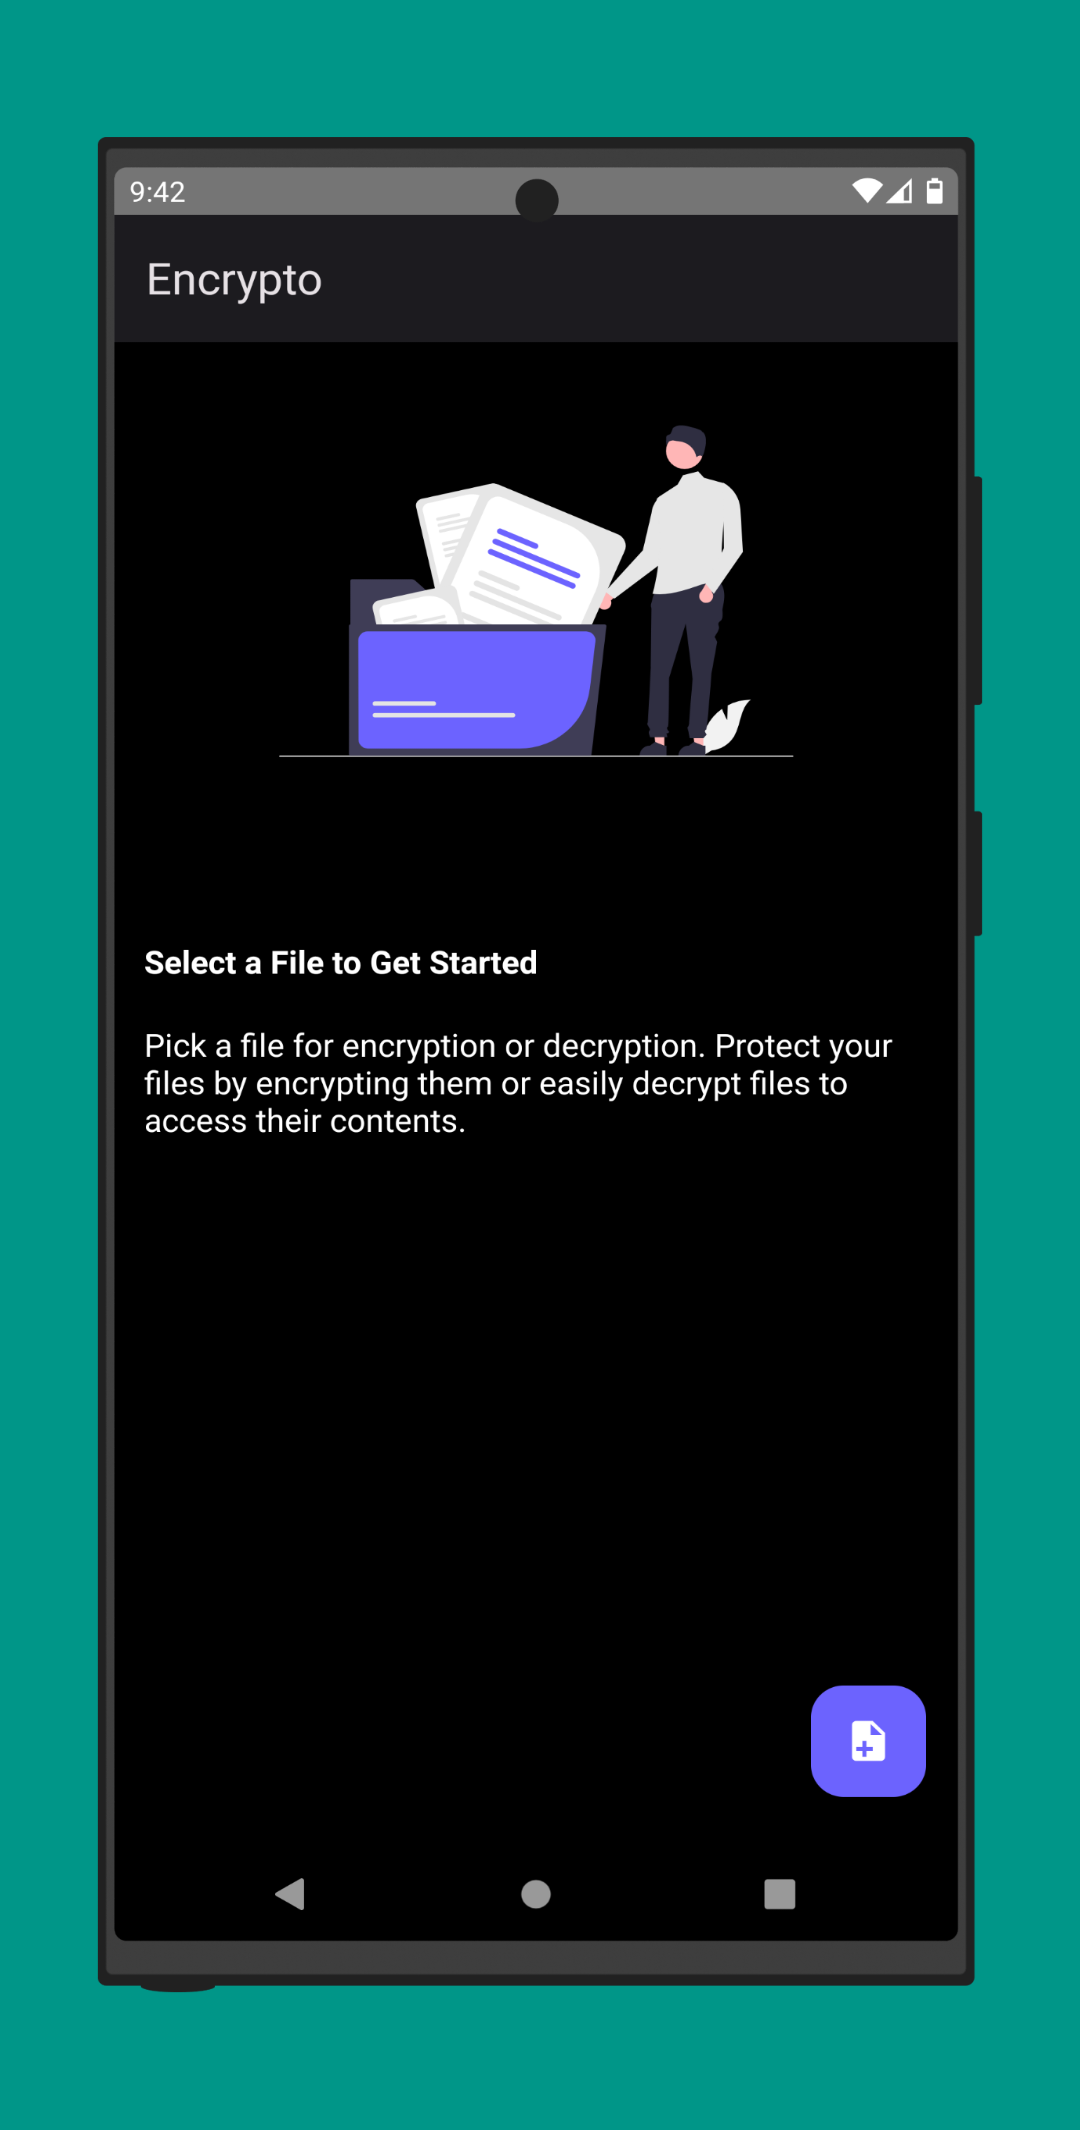 9:42
Encrypto
Select a File to Get Started
Pick a file for encryption or decryption. Protect your
files by encrypting them or easily decrypt files to
access their contents.